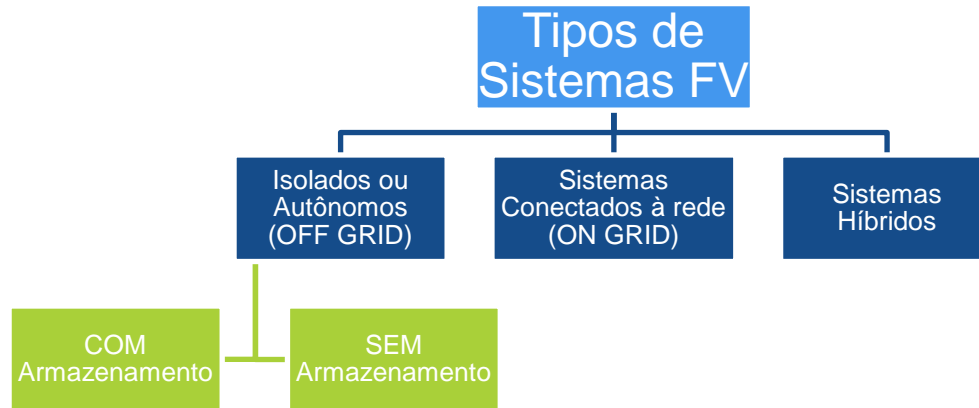 Tipos de
Sistemas FV
Isolados ou
Autônomos
(OFF GRID)
Sistemas
Conectados à rede
(ON GRID)
Sistemas
Híbridos
COM
Armazenamento
SEM
Armazenamento